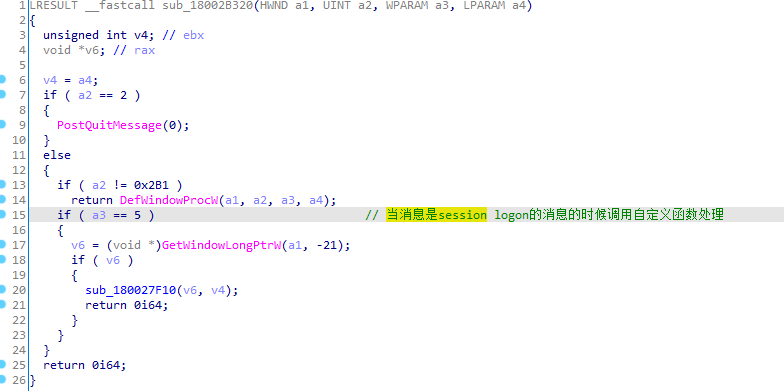 1 LRESULT __fastcall sub_18002B320(HWND a1, UINT a2, WPARAM a3, LPARAM a4)
2 {
3 unsigned int v4; // ebx
4 void *v6; // rax
5
6 v4 = a4;
7 if ( a2 == 2 )
8 {
9 PostQuitMessage(0);
10 }
11 else
12 {
13 if ( a2 != 0x2B1 )
14 return DefWindowProcW(a1, a2, a3, a4);
15 if ( a3 == 5 ) // 当消息是session logon的消息的时候调用自定义函数处理
16 {
17 v6 = (void *)GetWindowLongPtrW(a1, -21);
18 if ( v6 )
19 {
20 sub_180027F10(v6, v4);
21 return 0i64;
22 }
23 }
24 }
25 return 0i64;
26 }